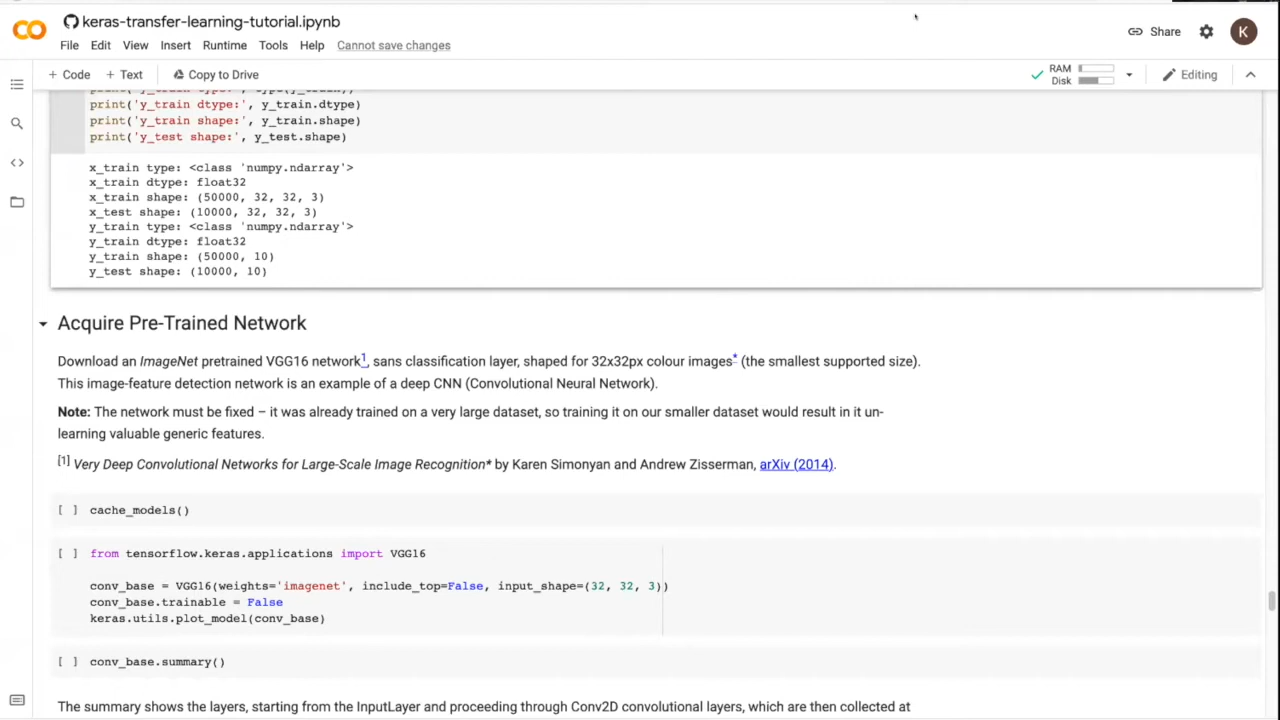 keras-transfer-learning-tutorial.ipynb
File Edit View Insert Runtime Tools Help Cannot save changes
Share
K
+ Code + Text Copy to Drive
RAM
Disk
Editing
print('y_train type:', type(y_train))
print('y_train dtype:', y_train.dtype)
print('y_train shape:', y_train.shape)
print('y_test shape:', y_test.shape)
x_train type: <class 'numpy.ndarray'>
x_train dtype: float32
x_train shape: (50000, 32, 32, 3)
x_test shape: (10000, 32, 32, 3)
y_train type: <class 'numpy.ndarray'>
y_train dtype: float32
y_train shape: (50000, 10)
y_test shape: (10000, 10)
Acquire Pre-Trained Network
Download an ImageNet pretrained VGG16 network1, sans classification layer, shaped for 32x32px colour images* (the smallest supported size).
This image-feature detection network is an example of a deep CNN (Convolutional Neural Network).
Note: The network must be fixed – it was already trained on a very large dataset, so training it on our smaller dataset would result in it un-
learning valuable generic features.
[1] Very Deep Convolutional Networks for Large-Scale Image Recognition* by Karen Simonyan and Andrew Zisserman, arXiv (2014).
[ ] cache_models()
[ ] from tensorflow.keras.applications import VGG16
conv_base = VGG16(weights='imagenet', include_top=False, input_shape=(32, 32, 3))
conv_base.trainable = False
keras.utils.plot_model(conv_base)
[ ] conv_base.summary()
The summary shows the layers, starting from the InputLayer and proceeding through Conv2D convolutional layers, which are then collected at